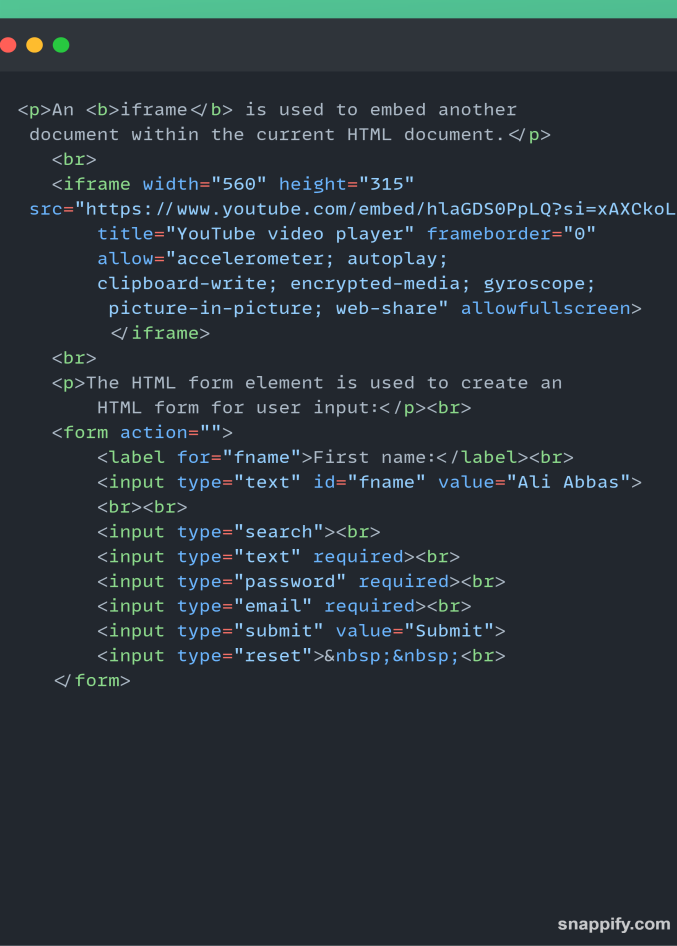 <p>An <b>iframe</b> is used to embed another
document within the current HTML document.</p>
<br>
<iframe width="560" height="315"
src="https://www.youtube.com/embed/hlaGDS0PpLQ?si=xAXCkoL
title="YouTube video player" frameborder="0"
allow="accelerometer; autoplay;
clipboard-write; encrypted-media; gyroscope;
picture-in-picture; web-share" allowfullscreen>
</iframe>
<br>
<p>The HTML form element is used to create an
HTML form for user input:</p><br>
<form action="">
<label for="fname">First name:</label><br>
<input type="text" id="fname" value="Ali Abbas">
<br><br>
<input type="search"><br>
<input type="text" required><br>
<input type="password" required><br>
<input type="email" required><br>
<input type="submit" value="Submit">
<input type="reset">&nbsp;&nbsp;<br>
</form>
snappify.com